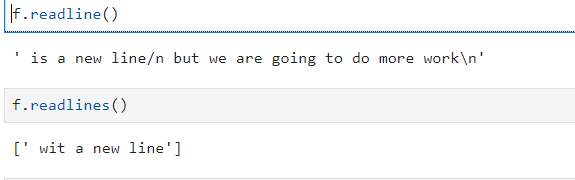 f.readline()
' is a new line/n but we are going to do more work\n'
f.readlines()
[' wit a new line']